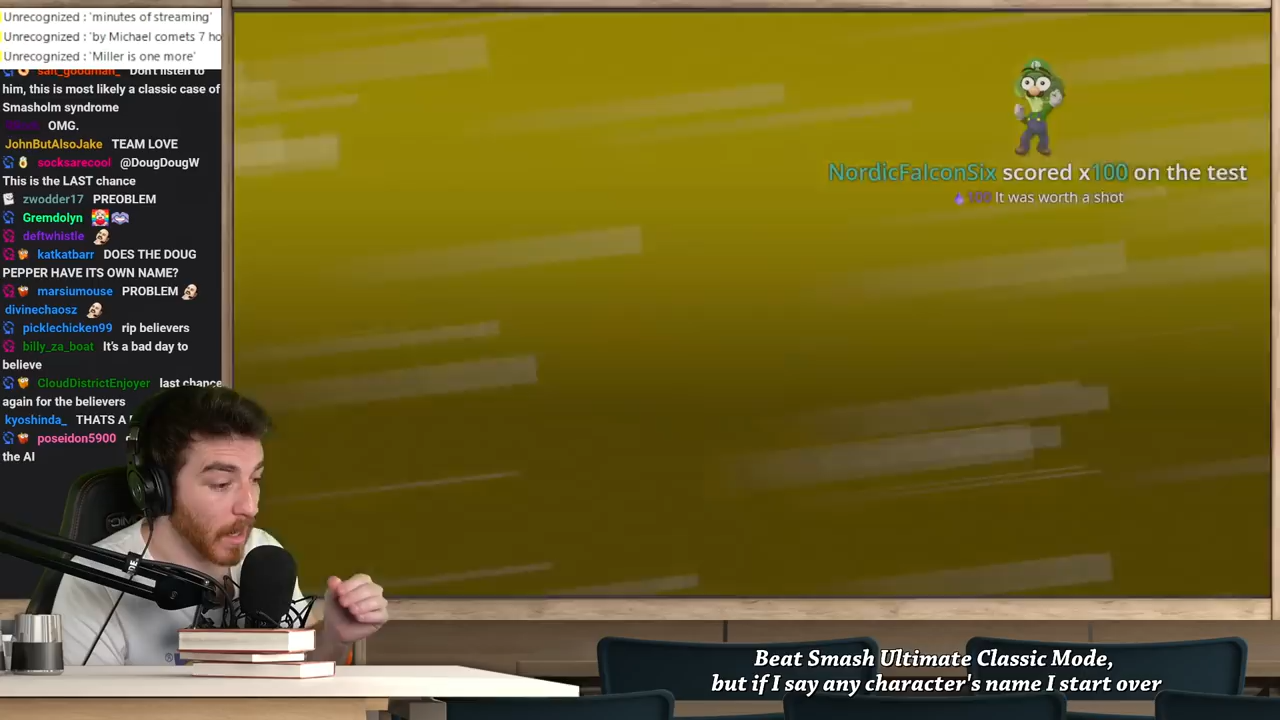 Unrecognized : 'minutes of streaming'
Unrecognized : 'by Michael comets 7 ho
Unrecognized : 'Miller is one more'
salt_goodman_ Don't listen to
him, this is most likely a classic case of
Smasholm syndrome
OMG.
JohnButAlsoJake TEAM LOVE
socksarecool @DougDougW
This is the LAST chance
zwodder17 PREOBLEM
Gremdolyn
deftwhistle
katkatbarr DOES THE DOUG
PEPPER HAVE ITS OWN NAME?
marsiumouse PROBLEM
divinechaosz
picklechicken99 rip believers
billy_za_boat It's a bad day to
believe
CloudDistrictEnjoyer last chance
again for the believers
kyoshinda_ THATS A
poseidon5900
the AI
NordicFalconSix scored x100 on the test
100 It was worth a shot
Beat Smash Ultimate Classic Mode,
but if I say any character's name I start over